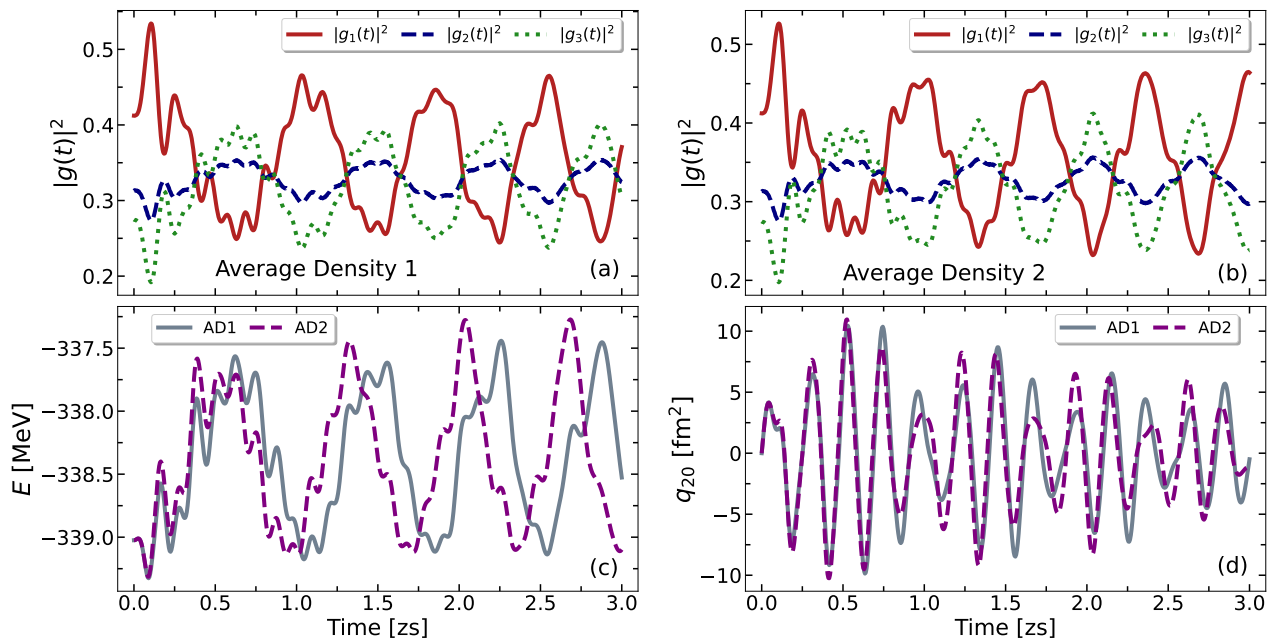 |g₁(t)|² |g₂(t)|² |g₃(t)|²
0.5
0.4
0.3
0.2
|g(t)|²
Average Density 1
(a)
|g₁(t)|² |g₂(t)|² |g₃(t)|²
0.5
0.4
0.3
0.2
|g(t)|²
Average Density 2
(b)
AD1 AD2
−337.5
−338.0
−338.5
−339.0
E [MeV]
(c)
0.0 0.5 1.0 1.5 2.0 2.5 3.0
Time [zs]
AD1 AD2
10
5
0
−5
−10
q₂₀ [fm²]
(d)
0.0 0.5 1.0 1.5 2.0 2.5 3.0
Time [zs]